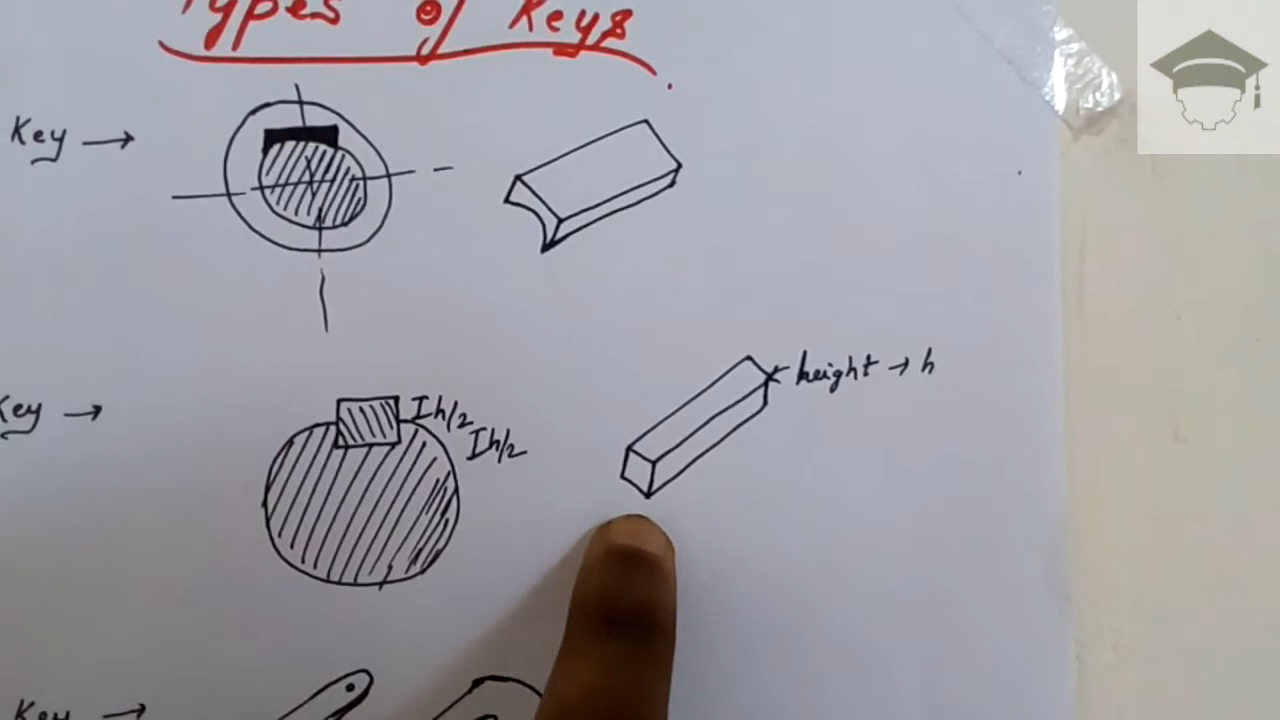 Types of Keys
Key →
height → h
Key →
Ih/2
Ih/2
Key →